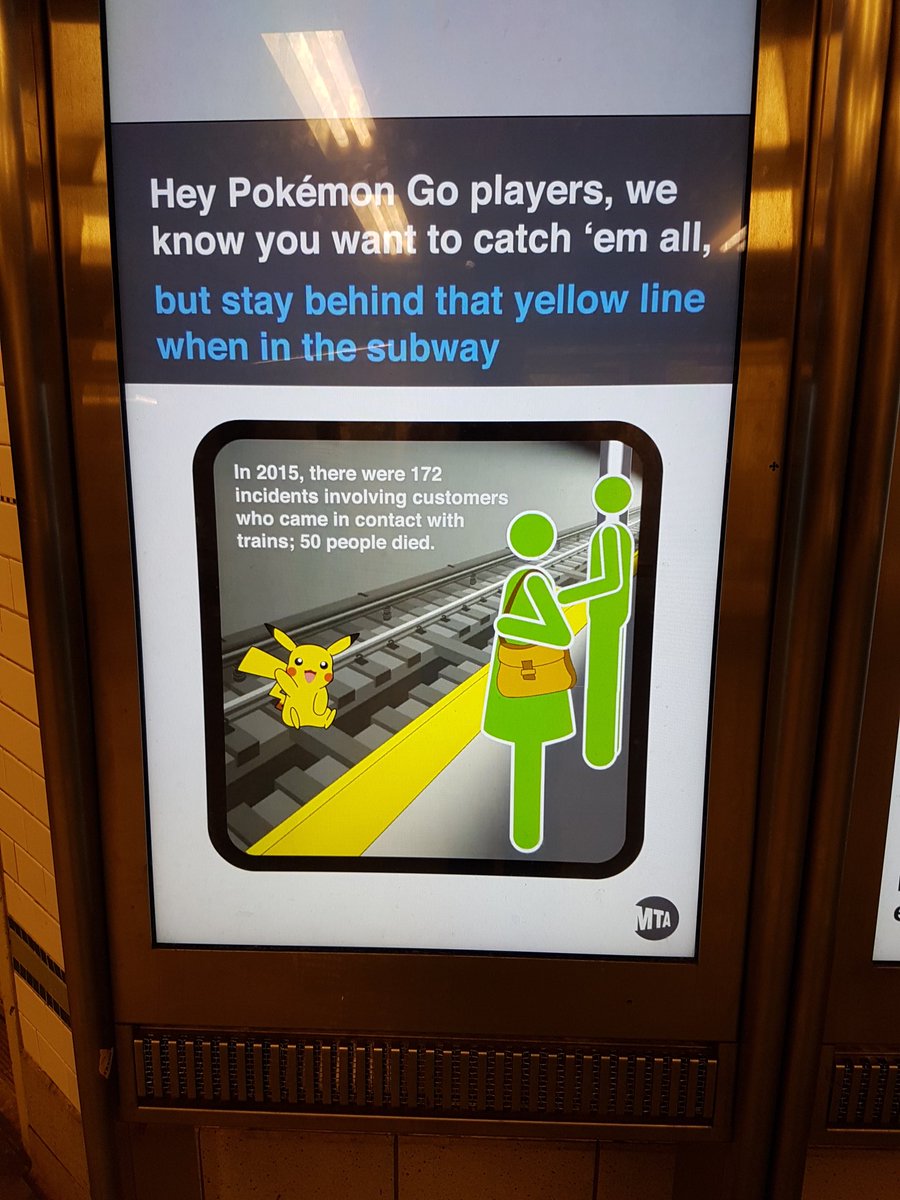 Hey Pokémon Go players, we
know you want to catch ‘em all,
but stay behind that yellow line
when in the subway
In 2015, there were 172
incidents involving customers
who came in contact with
trains; 50 people died.
MTA